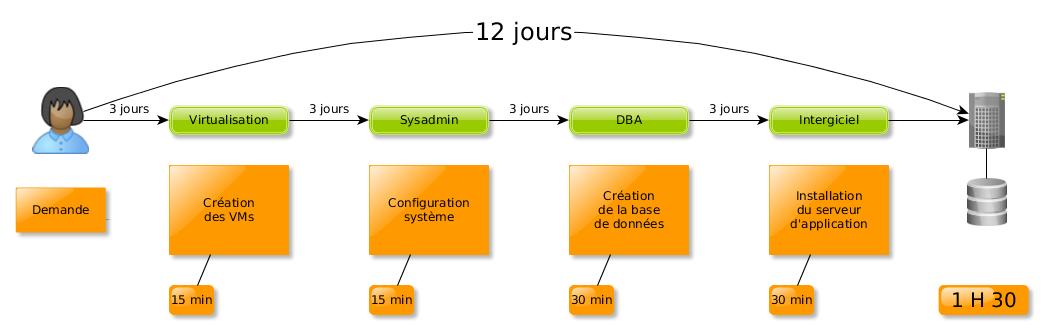 12 jours
3 jours
3 jours
3 jours
3 jours
Virtualisation
Sysadmin
DBA
Intergiciel
Demande
Création
des VMs
Configuration
système
Création
de la base
de données
Installation
du serveur
d'application
15 min
15 min
30 min
30 min
1 H 30